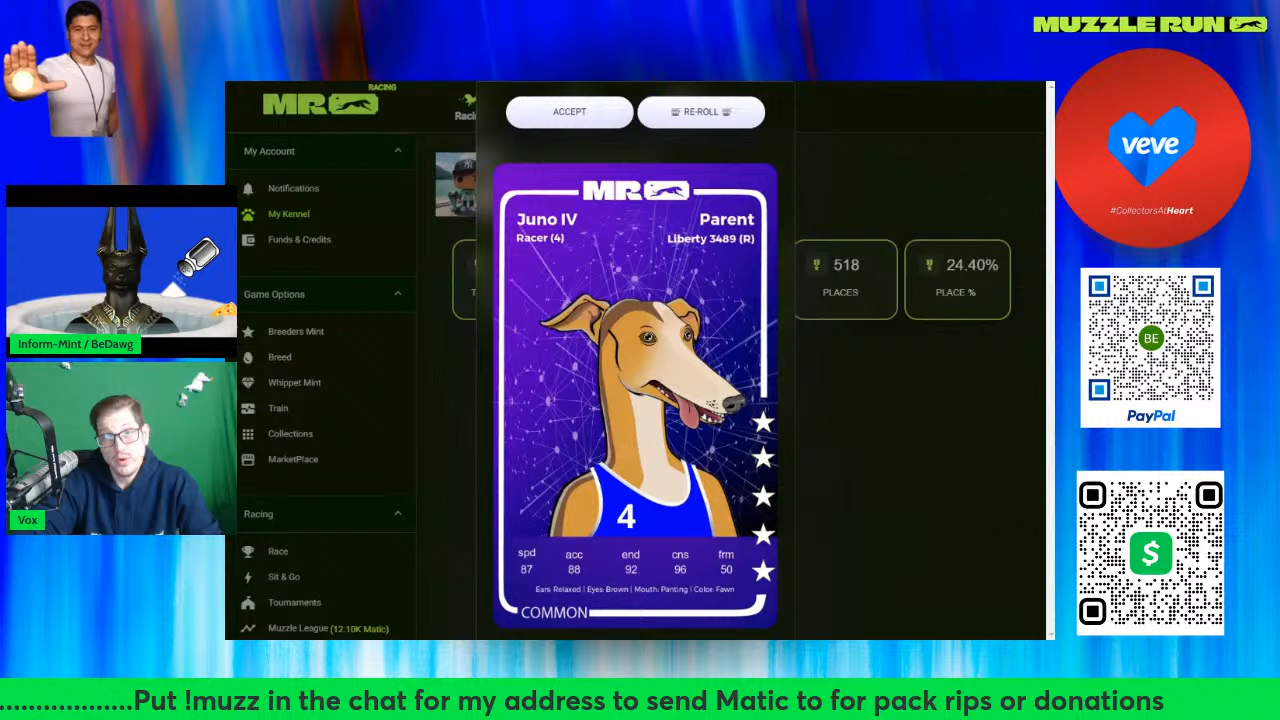 MUZZLE RUN
RACING
MR
ACCEPT
RE-ROLL
My Account
Notifications
My Kennel
Funds & Credits
Game Options
Breeders Mint
Breed
Whippet Mint
Train
Collections
MarketPlace
Racing
Race
Sit & Go
Tournaments
Muzzle League (12.10K Matic)
MR
Juno IV
Parent
Racer (4)
Liberty 3489 (R)
4
spd acc end cns frm
87 88 92 96 50
Ears: Relaxed | Eyes: Brown | Mouth: Panting | Color: Fawn
COMMON
518
PLACES
24.40%
PLACE %
veve
#CollectorsAtHeart
BE
PayPal
$
Inform-Mint / BeDawg
Vox
..................Put !muzz in the chat for my address to send Matic to for pack rips or donations